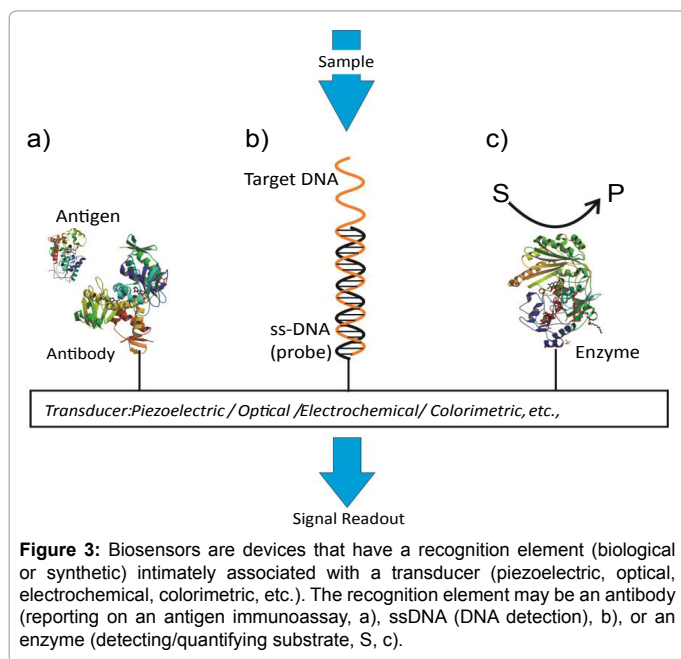 Sample
a)
b)
c)
Target DNA
S
P
Antigen
Antibody
ss-DNA
(probe)
Enzyme
Transducer:Piezoelectric / Optical /Electrochemical/ Colorimetric, etc.,
Signal Readout
Figure 3: Biosensors are devices that have a recognition element (biological
or synthetic) intimately associated with a transducer (piezoelectric, optical,
electrochemical, colorimetric, etc.). The recognition element may be an antibody
(reporting on an antigen immunoassay, a), ssDNA (DNA detection), b), or an
enzyme (detecting/quantifying substrate, S, c).